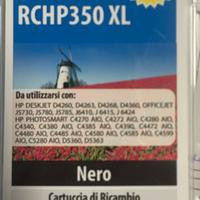 RCHP350 XL
Da utilizzarsi con:
HP DESKJET D4260, D4263, D4268, D4360, OFFICEJET
J5730, J5780, J5785, J6410, J 6415, J 6424
HP PHOTOSMART C4270 AIO, C4272 AIO, C4280 AIO,
C4340, C4380 AIO, C4385 AIO, C4390, C4472 AIO,
C4480 AIO, C4485 AIO, C4580 AIO, C4585 AIO, C4599
AIO, C5280 AIO, D5360, D5363
Nero
Cartuccia di Ricambio